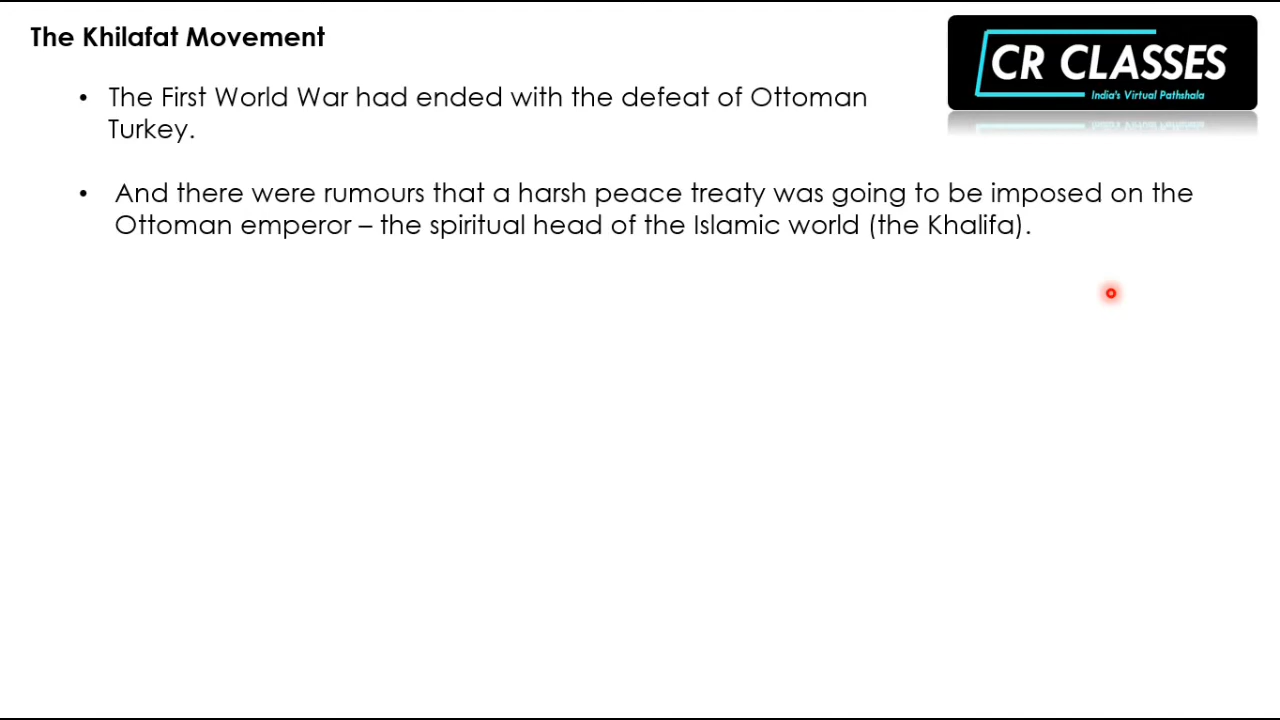 The Khilafat Movement
CR CLASSES
India's Virtual Pathshala
• The First World War had ended with the defeat of Ottoman
Turkey.
• And there were rumours that a harsh peace treaty was going to be imposed on the
Ottoman emperor – the spiritual head of the Islamic world (the Khalifa).